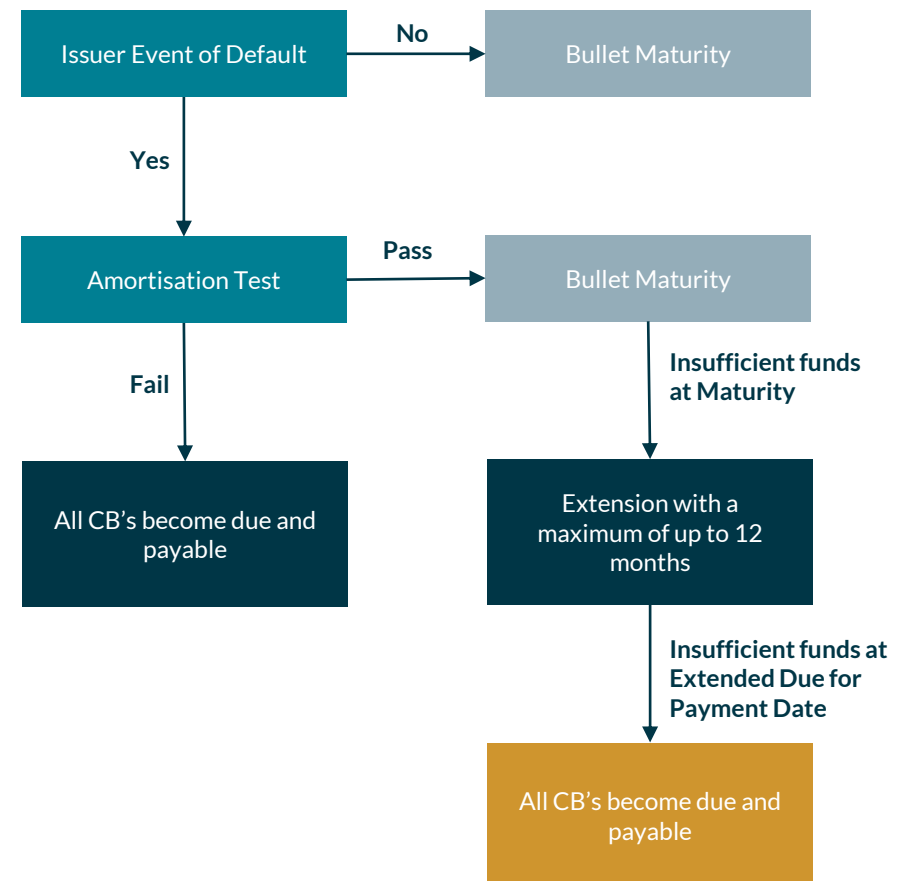 Issuer Event of Default
No
Bullet Maturity
Yes
Amortisation Test
Pass
Bullet Maturity
Fail
Insufficient funds
at Maturity
All CB's become due and
payable
Extension with a
maximum of up to 12
months
Insufficient funds at
Extended Due for
Payment Date
All CB's become due and
payable